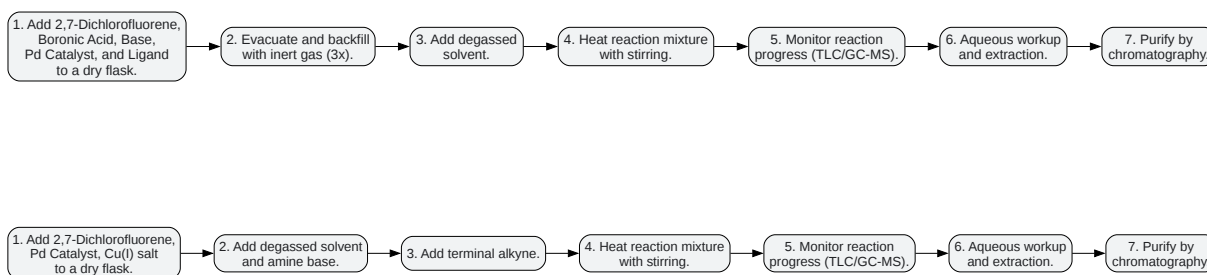 1. Add 2,7-Dichlorofluorene,
Boronic Acid, Base,
Pd Catalyst, and Ligand
to a dry flask.
2. Evacuate and backfill
with inert gas (3x).
3. Add degassed
solvent.
4. Heat reaction mixture
with stirring.
5. Monitor reaction
progress (TLC/GC-MS).
6. Aqueous workup
and extraction.
7. Purify by
chromatography.
1. Add 2,7-Dichlorofluorene,
Pd Catalyst, Cu(I) salt
to a dry flask.
2. Add degassed solvent
and amine base.
3. Add terminal alkyne.
4. Heat reaction mixture
with stirring.
5. Monitor reaction
progress (TLC/GC-MS).
6. Aqueous workup
and extraction.
7. Purify by
chromatography.